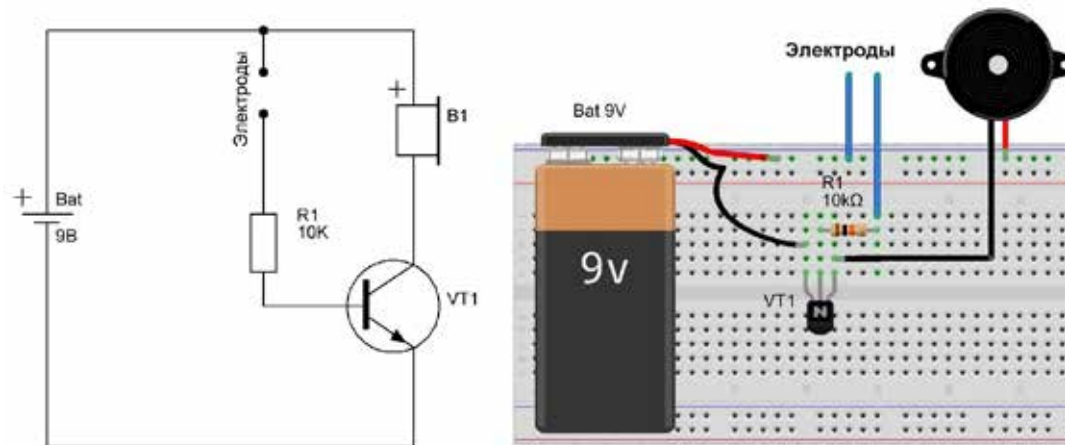 Электроды
+
B1
+
Bat
9В
R1
10K
VT1
Электроды
Bat 9V
R1
10kΩ
9v
VT1
N